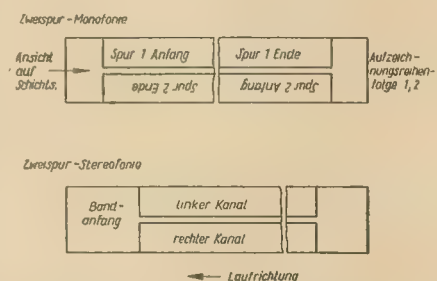 Zweispur-Monofonie
Ansicht
auf
Schichts.
Spur 1 Anfang
Spur 1 Ende
Spur 2 Ende
Spur 2 Anfang
Aufzeich-
nungsreihen-
folge 1, 2
Zweispur-Stereofonie
Band-
anfang
linker Kanal
rechter Kanal
Laufrichtung